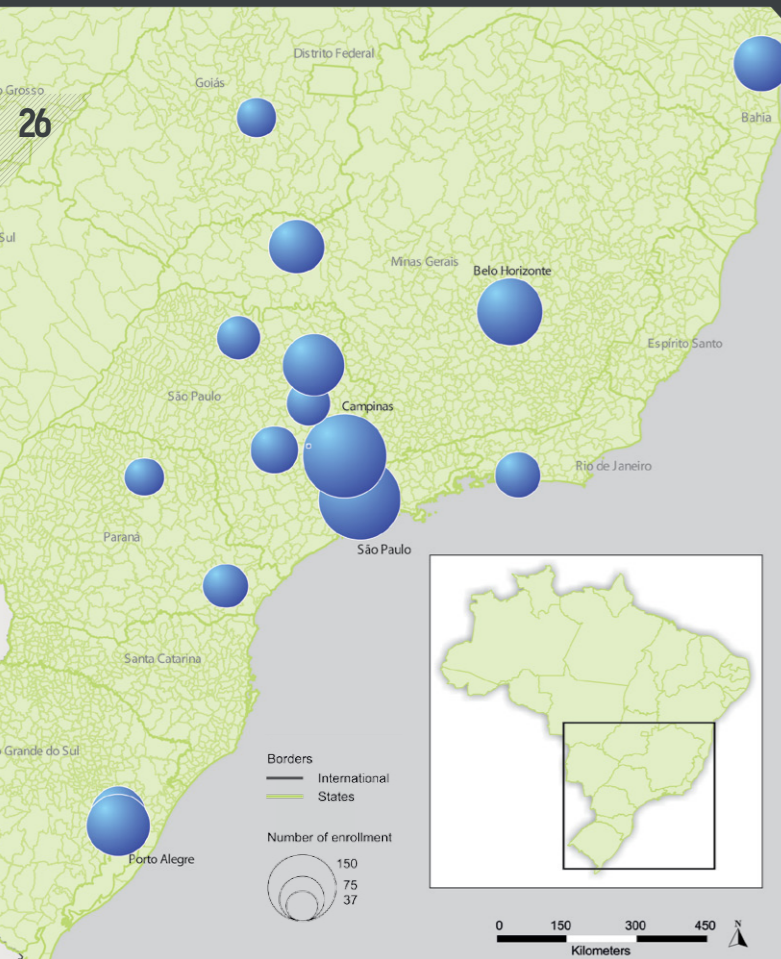 Distrito Federal
Goiás
Grosso
26
Bahia
Sul
Minas Gerais
Belo Horizonte
Espírito Santo
São Paulo
Campinas
Rio de Janeiro
Paraná
São Paulo
Santa Catarina
Grande do Sul
Porto Alegre
Borders
International
States
Number of enrollment
150
75
37
0 150 300 450 N
Kilometers